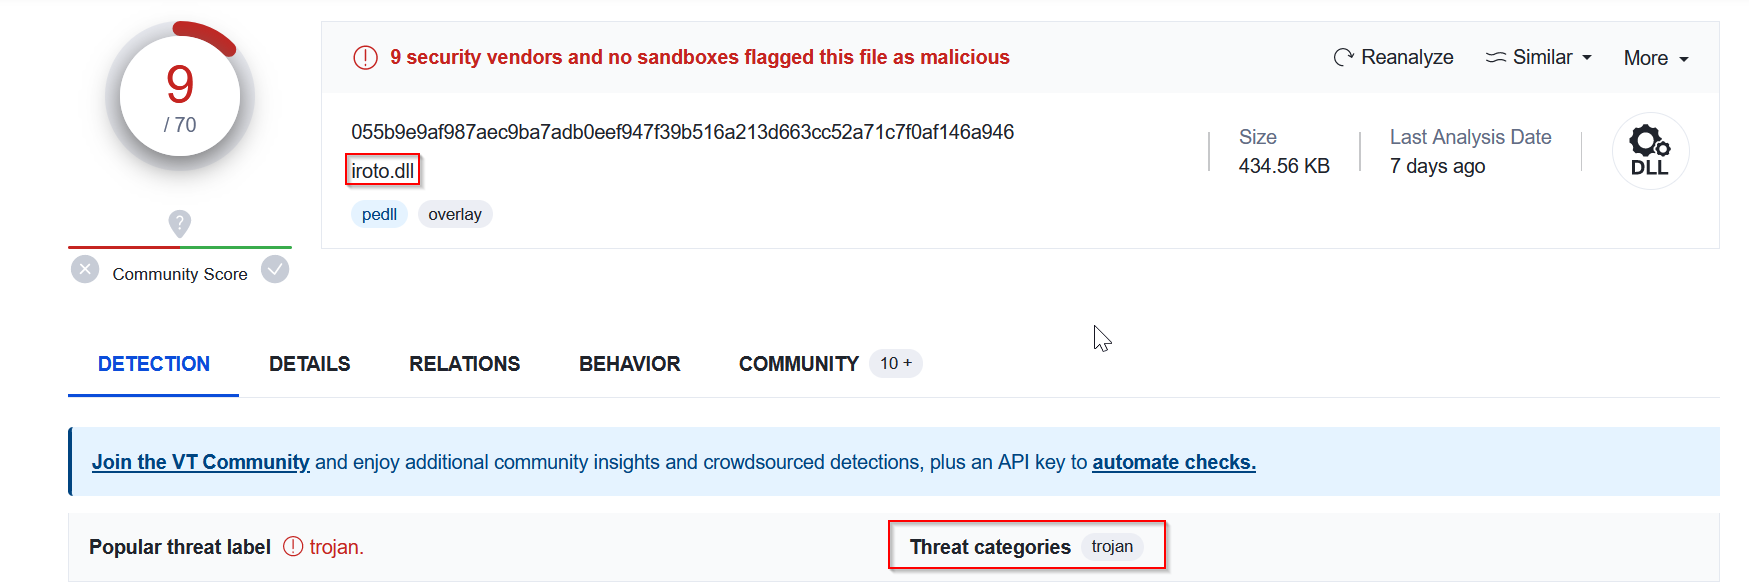 9
/ 70
Community Score
9 security vendors and no sandboxes flagged this file as malicious
Reanalyze
Similar
More
055b9e9af987aec9ba7adb0eef947f39b516a213d663cc52a71c7f0af146a946
iroto.dll
pedll
overlay
Size
434.56 KB
Last Analysis Date
7 days ago
DLL
DETECTION
DETAILS
RELATIONS
BEHAVIOR
COMMUNITY
10 +
Join the VT Community and enjoy additional community insights and crowdsourced detections, plus an API key to automate checks.
Popular threat label
trojan.
Threat categories
trojan